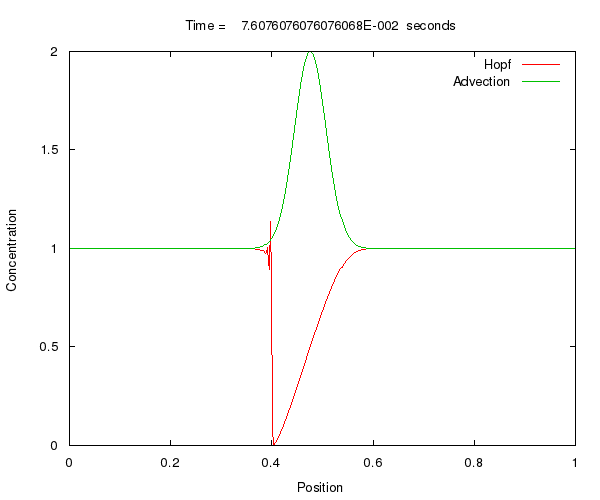 Time = 7.6076076076076068E-002 seconds
2
Hopf
Advection
1.5
1
0.5
0
Concentration
0 0.2 0.4 0.6 0.8 1
Position